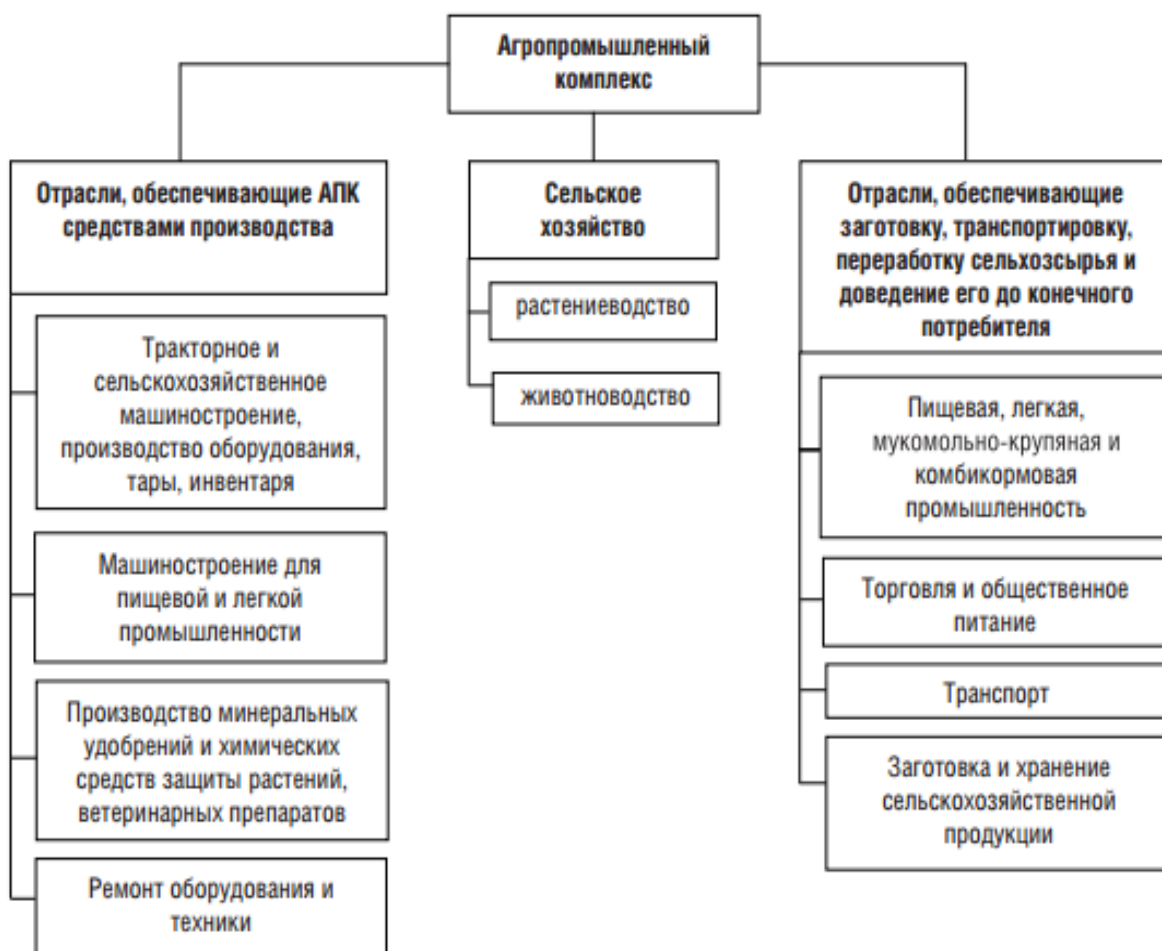 Агропромышленный
комплекс
Отрасли, обеспечивающие АПК
средствами производства
Тракторное и
сельскохозяйственное
машиностроение,
производство оборудования,
тары, инвентаря
Машиностроение для
пищевой и легкой
промышленности
Производство минеральных
удобрений и химических
средств защиты растений,
ветеринарных препаратов
Ремонт оборудования и
техники
Сельское
хозяйство
растениеводство
животноводство
Отрасли, обеспечивающие
заготовку, транспортировку,
переработку сельхозсырья и
доведение его до конечного
потребителя
Пищевая, легкая,
мукомольно-крупяная и
комбикормовая
промышленность
Торговля и общественное
питание
Транспорт
Заготовка и хранение
сельскохозяйственной
продукции